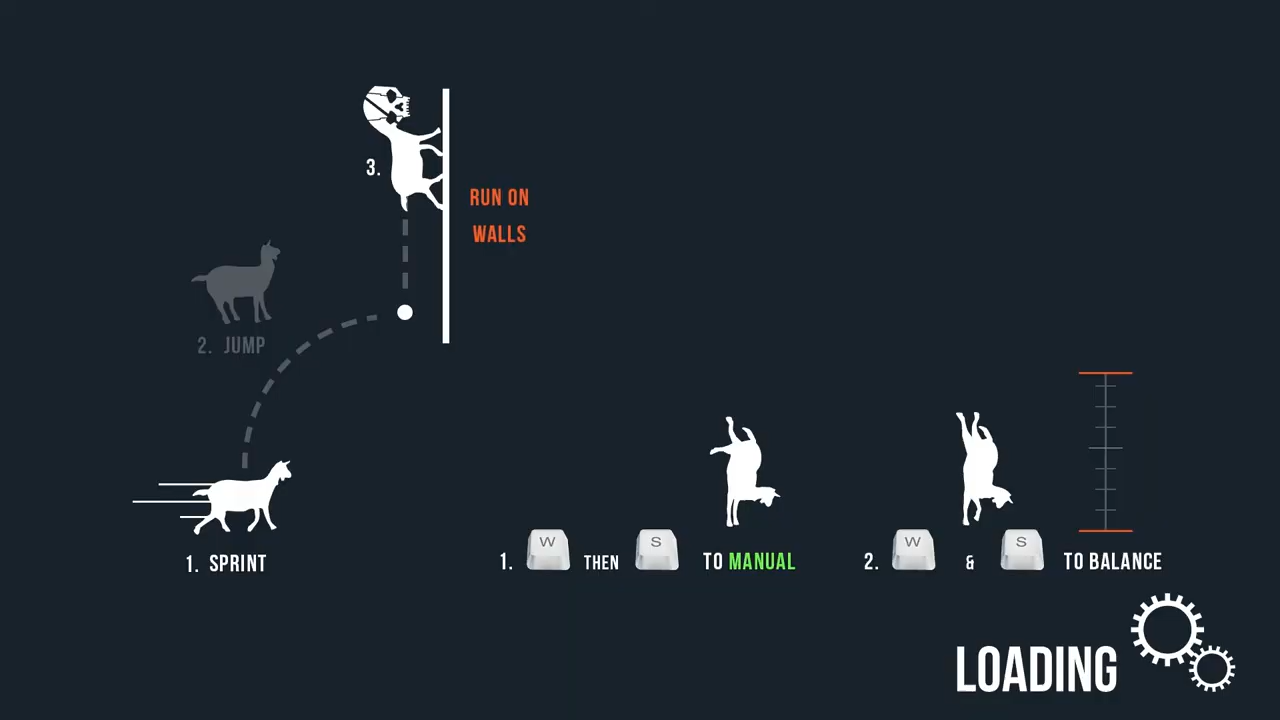 3.
RUN ON
WALLS
2. JUMP
1. SPRINT
1. W THEN S TO MANUAL
2. W & S TO BALANCE
LOADING